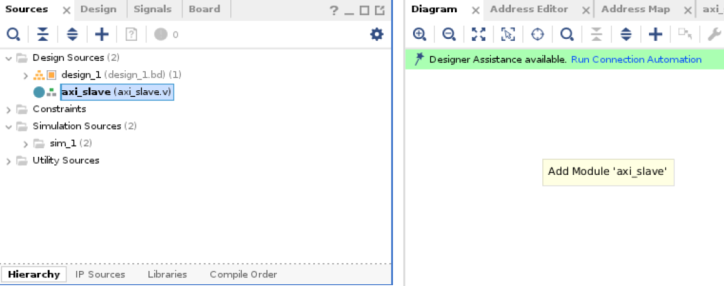 Sources
Design
Signals
Board
? _
0
Design Sources (2)
design_1 (design_1.bd) (1)
axi_slave (axi_slave.v)
Constraints
Simulation Sources (2)
sim_1 (2)
Utility Sources
Hierarchy
IP Sources
Libraries
Compile Order
Diagram
Address Editor
Address Map
axi_
Designer Assistance available. Run Connection Automation
Add Module 'axi_slave'